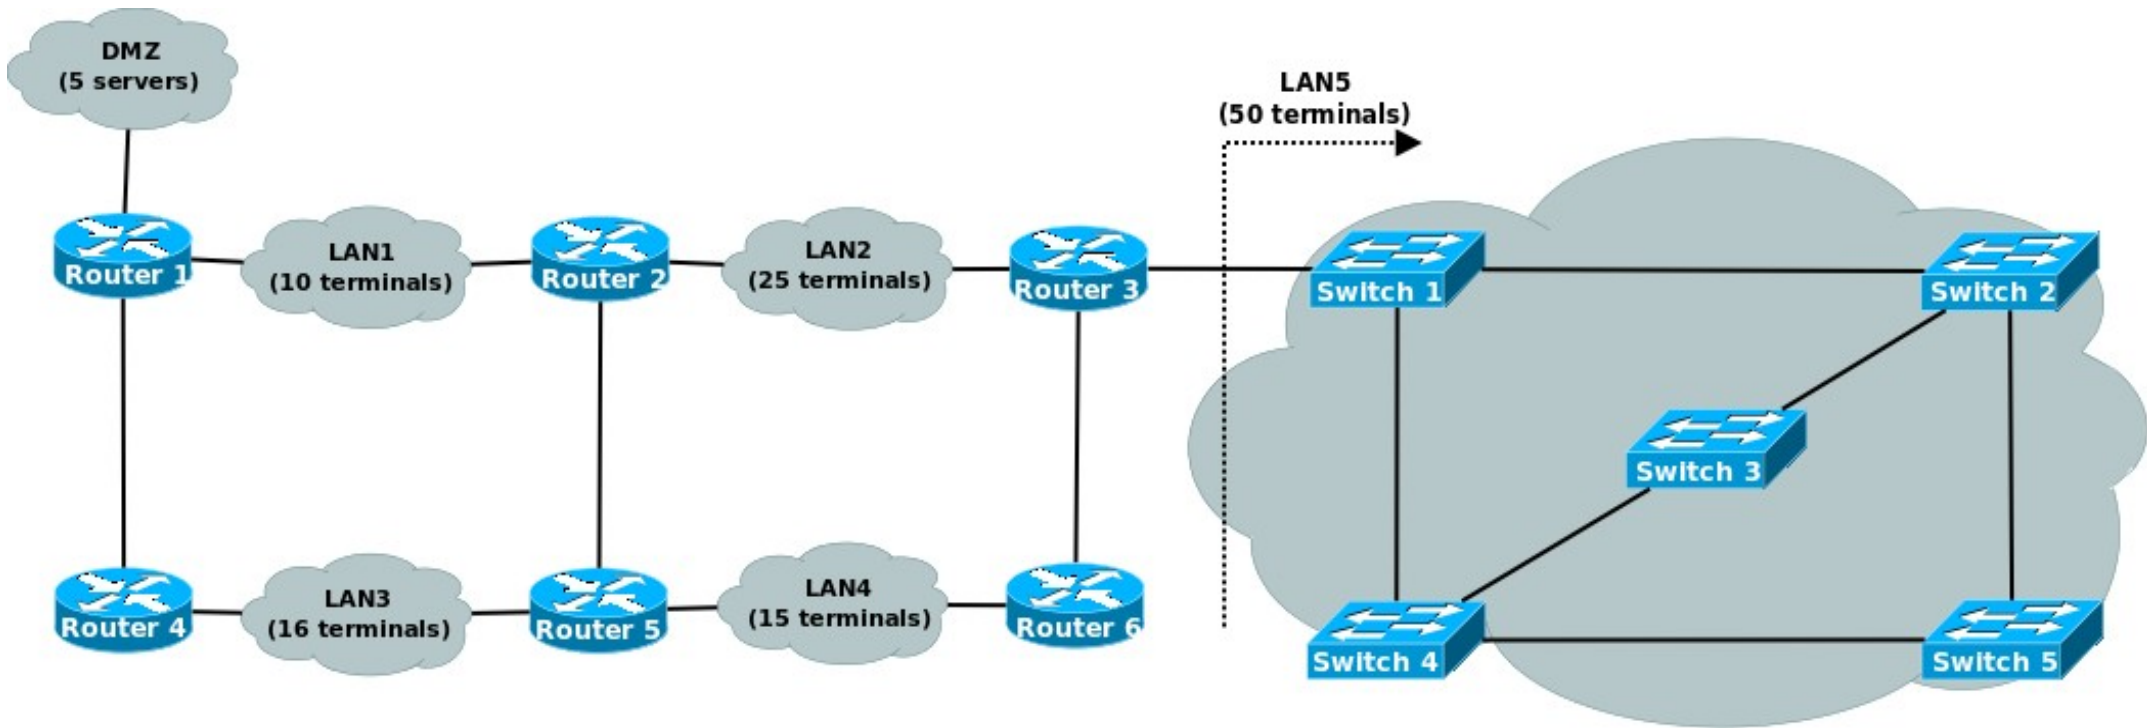 DMZ
(5 servers)
LAN5
(50 terminals)
LAN1
(10 terminals)
LAN2
(25 terminals)
Router 1
Router 2
Router 3
Switch 1
Switch 2
Switch 3
LAN3
(16 terminals)
LAN4
(15 terminals)
Router 4
Router 5
Router 6
Switch 4
Switch 5